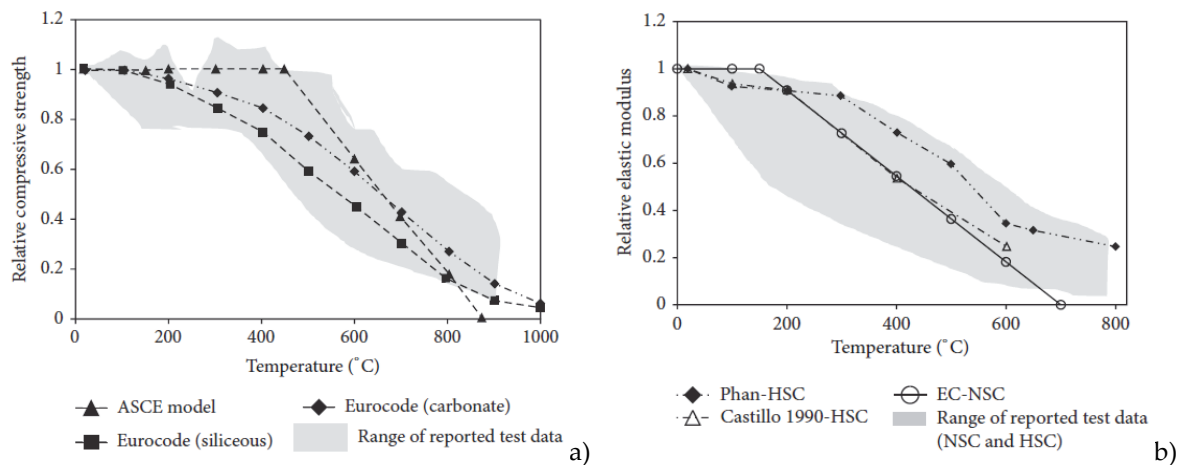 Relative compressive strength
1.2
1
0.8
0.6
0.4
0.2
0
0 200 400 600 800 1000
Temperature (°C)
ASCE model
Eurocode (carbonate)
Eurocode (siliceous)
Range of reported test data
a)
Relative elastic modulus
1.2
1
0.8
0.6
0.4
0.2
0
0 200 400 600 800
Temperature (°C)
Phan-HSC
EC-NSC
Castillo 1990-HSC
Range of reported test data
(NSC and HSC)
b)